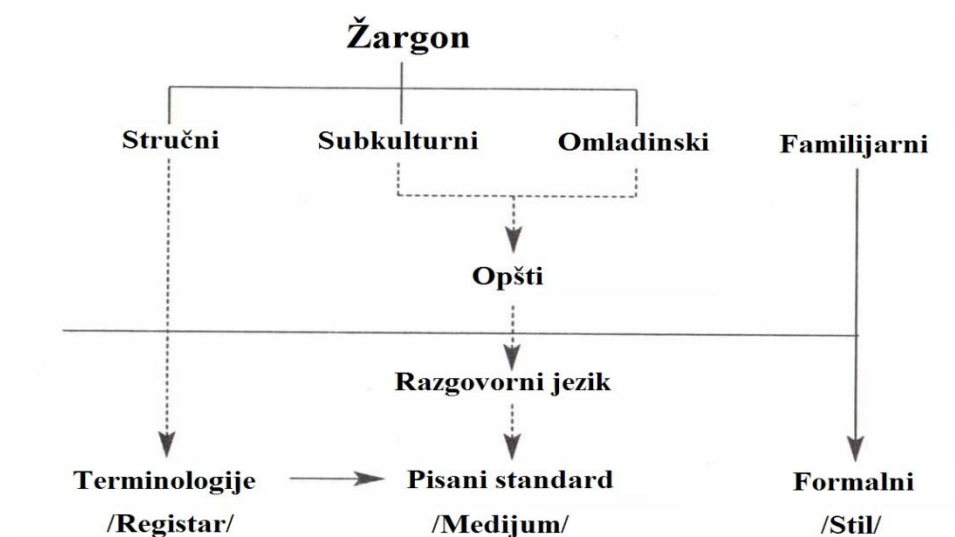 Žargon
Stručni Subkulturni Omladinski Familijarni
Opšti
Razgovorni jezik
Terminologije Pisani standard Formalni
/Registar/ /Medijum/ /Stil/